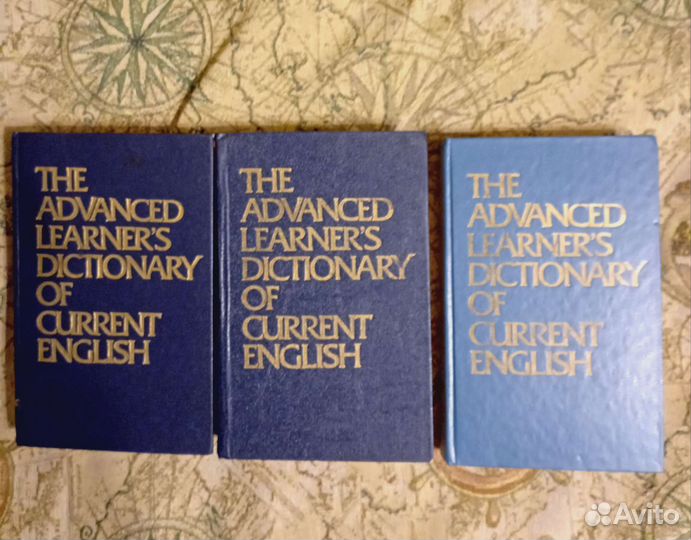 THE
ADVANCED
LEARNER'S
DICTIONARY
OF
CURRENT
ENGLISH
THE
ADVANCED
LEARNER'S
DICTIONARY
OF
CURRENT
ENGLISH
THE
ADVANCED
LEARNER'S
DICTIONARY
OF
CURRENT
ENGLISH
Avito